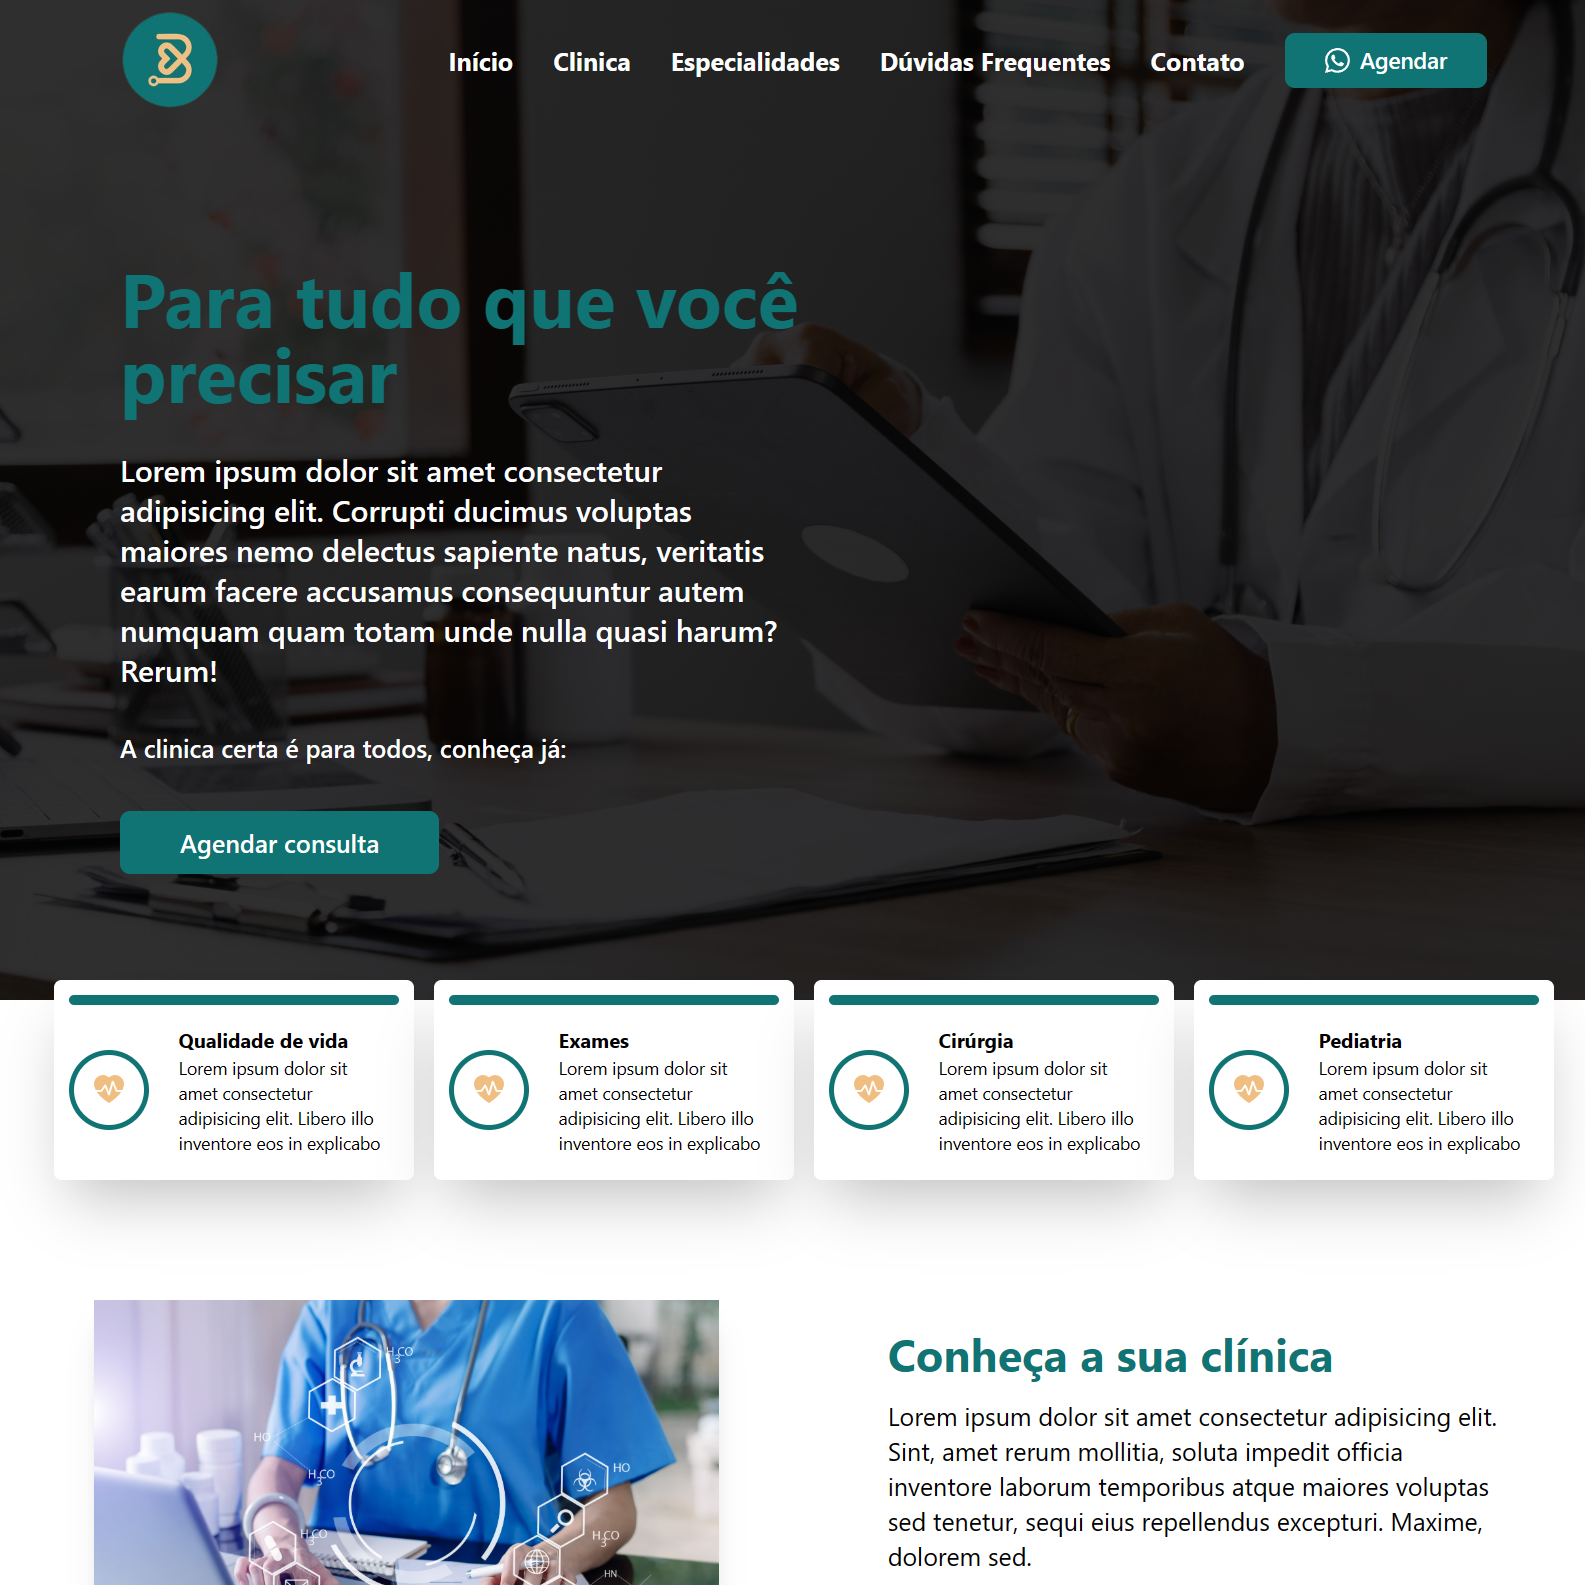 Início
Clinica
Especialidades
Dúvidas Frequentes
Contato
Agendar
Para tudo que você
precisar
Lorem ipsum dolor sit amet consectetur
adipisicing elit. Corrupti ducimus voluptas
maiores nemo delectus sapiente natus, veritatis
earum facere accusamus consequuntur autem
numquam quam totam unde nulla quasi harum?
Rerum!
A clinica certa é para todos, conheça já:
Agendar consulta
Qualidade de vida
Lorem ipsum dolor sit
amet consectetur
adipisicing elit. Libero illo
inventore eos in explicabo
Exames
Lorem ipsum dolor sit
amet consectetur
adipisicing elit. Libero illo
inventore eos in explicabo
Cirúrgia
Lorem ipsum dolor sit
amet consectetur
adipisicing elit. Libero illo
inventore eos in explicabo
Pediatria
Lorem ipsum dolor sit
amet consectetur
adipisicing elit. Libero illo
inventore eos in explicabo
H3CO
HO
H3CO
HO
H3CO
H3CO
HN
Conheça a sua clínica
Lorem ipsum dolor sit amet consectetur adipisicing elit.
Sint, amet rerum mollitia, soluta impedit officia
inventore laborum temporibus atque maiores voluptas
sed tenetur, sequi eius repellendus excepturi. Maxime,
dolorem sed.